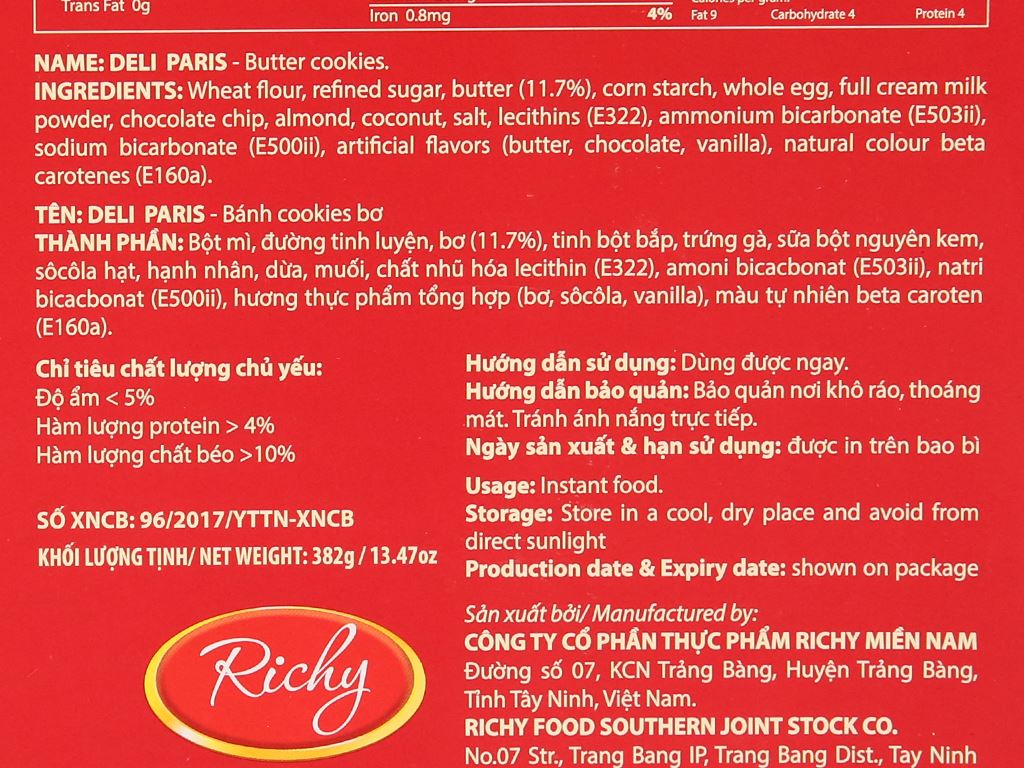 Trans Fat 0g
Iron 0.8mg 4%
Fat 9 Carbohydrate 4 Protein 4
NAME: DELI PARIS - Butter cookies.
INGREDIENTS: Wheat flour, refined sugar, butter (11.7%), corn starch, whole egg, full cream milk
powder, chocolate chip, almond, coconut, salt, lecithins (E322), ammonium bicarbonate (E503ii),
sodium bicarbonate (E500ii), artificial flavors (butter, chocolate, vanilla), natural colour beta
carotenes (E160a).
TÊN: DELI PARIS - Bánh cookies bơ
THÀNH PHẦN: Bột mì, đường tinh luyện, bơ (11.7%), tinh bột bắp, trứng gà, sữa bột nguyên kem,
sôcôla hạt, hạnh nhân, dừa, muối, chất nhũ hóa lecithin (E322), amoni bicacbonat (E503ii), natri
bicacbonat (E500ii), hương thực phẩm tổng hợp (bơ, sôcôla, vanilla), màu tự nhiên beta caroten
(E160a).
Chỉ tiêu chất lượng chủ yếu:
Độ ẩm < 5%
Hàm lượng protein > 4%
Hàm lượng chất béo >10%
SỐ XNCB: 96/2017/YTTN-XNCB
KHỐI LƯỢNG TỊNH/ NET WEIGHT: 382g / 13.47oz
Richy
Hướng dẫn sử dụng: Dùng được ngay.
Hướng dẫn bảo quản: Bảo quản nơi khô ráo, thoáng
mát. Tránh ánh nắng trực tiếp.
Ngày sản xuất & hạn sử dụng: được in trên bao bì
Usage: Instant food.
Storage: Store in a cool, dry place and avoid from
direct sunlight
Production date & Expiry date: shown on package
Sản xuất bởi/ Manufactured by:
CÔNG TY CỔ PHẦN THỰC PHẨM RICHY MIỀN NAM
Đường số 07, KCN Trảng Bàng, Huyện Trảng Bàng,
Tỉnh Tây Ninh, Việt Nam.
RICHY FOOD SOUTHERN JOINT STOCK CO.
No.07 Str., Trang Bang IP, Trang Bang Dist., Tay Ninh